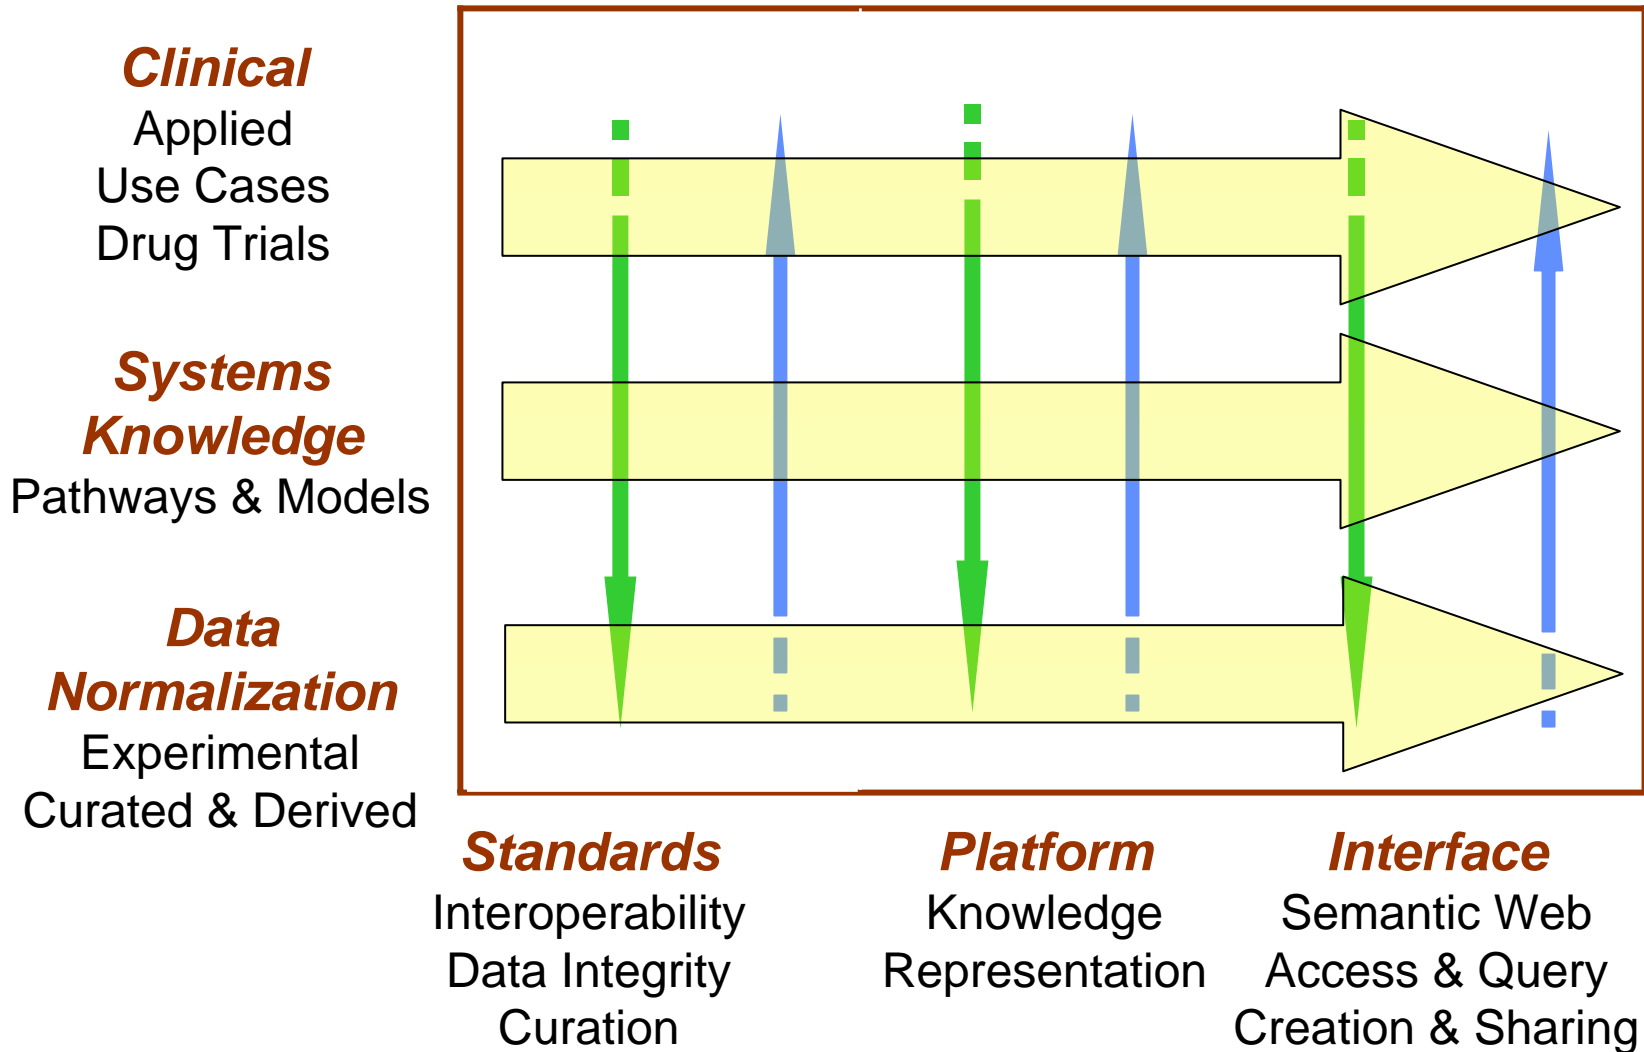 Clinical
Applied
Use Cases
Drug Trials
Systems
Knowledge
Pathways & Models
Data
Normalization
Experimental
Curated & Derived
Standards
Interoperability
Data Integrity
Curation
Platform
Knowledge
Representation
Interface
Semantic Web
Access & Query
Creation & Sharing